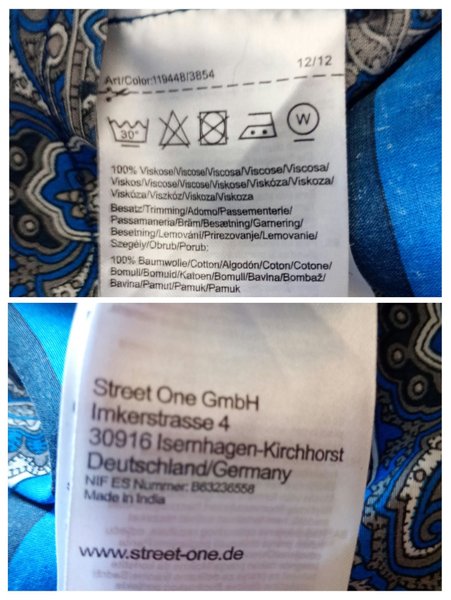 Art/Color:119448/3854
12/12
30°
W
100% Viskose/Viscose/Viscosa/Viscose/Viscosa/
Viskos/Viscose/Viscose/Viskose/Viskóza/Viskoza/
Viskóza/Viszkóz/Viskoza/Viskoza
Besatz/Trimming/Adorno/Passementerie/
Passamaneria/Bräm/Besætning/Garnering/
Besetning/Lemování/Prirezovanje/Lemovanie/
Szegély/Obrub/Porub:
100% Baumwolle/Cotton/Algodón/Coton/Cotone/
Bomull/Bomuld/Katoen/Bomull/Bavlna/Bombaž/
Bavlna/Pamut/Pamuk/Pamuk
Street One GmbH
Imkerstrasse 4
30916 Isernhagen-Kirchhorst
Deutschland/Germany
NIF ES Nummer: B63236558
Made in India
www.street-one.de